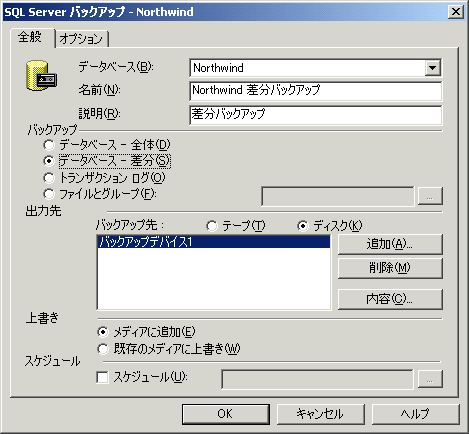 SQL Server バックアップ - Northwind
全般 オプション
データベース(B): Northwind
名前(N): Northwind 差分バックアップ
説明(R): 差分バックアップ
バックアップ
データベース - 全体(D)
データベース - 差分(S)
トランザクション ログ(O)
ファイルとグループ(F): ...
出力先
バックアップ先: テープ(T) ディスク(K)
バックアップデバイス1 追加(A)...
削除(M)
内容(C)...
上書き
メディアに追加(E)
既存のメディアに上書き(W)
スケジュール
スケジュール(U): ...
OK キャンセル ヘルプ